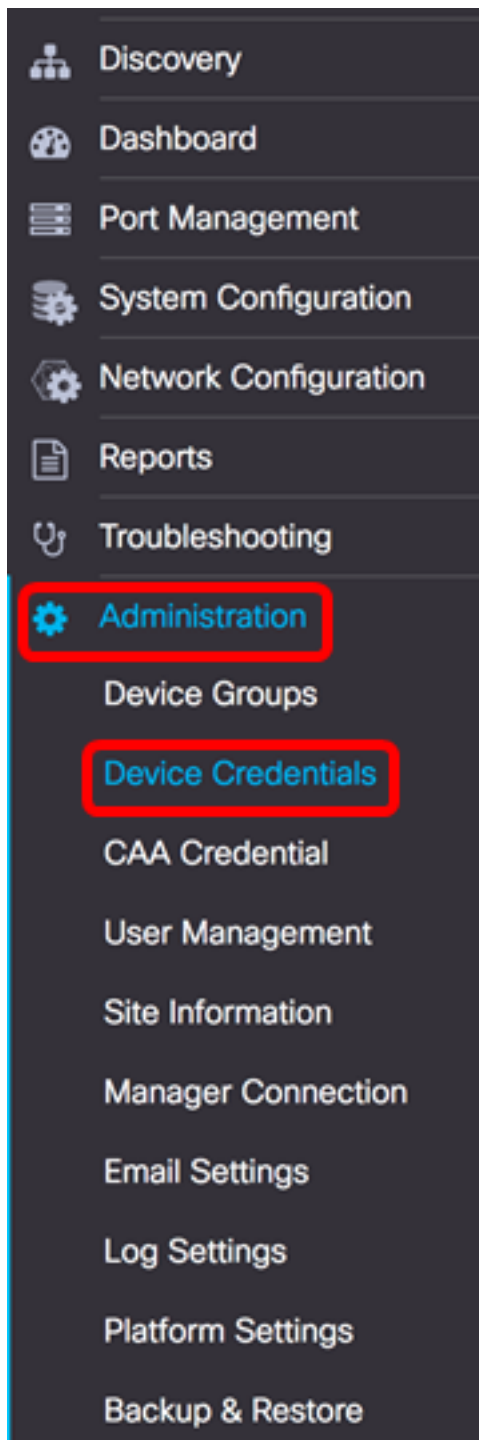 Discovery
Dashboard
Port Management
System Configuration
Network Configuration
Reports
Troubleshooting
Administration
Device Groups
Device Credentials
CAA Credential
User Management
Site Information
Manager Connection
Email Settings
Log Settings
Platform Settings
Backup & Restore